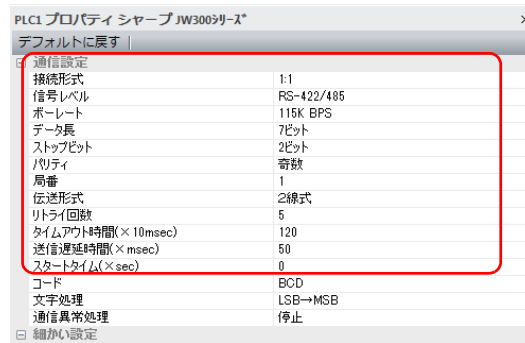 PLC1 プロパティ シャープ JW300ｼﾘｰｽﾞ
デフォルトに戻す
通信設定
接続形式 1:1
信号レベル RS-422/485
ボーレート 115K BPS
データ長 7ビット
ストップビット 2ビット
パリティ 奇数
局番 1
伝送形式 2線式
リトライ回数 5
タイムアウト時間(×10msec) 120
送信遅延時間(×msec) 50
スタートタイム(×sec) 0
コード BCD
文字処理 LSB→MSB
通信異常処理 停止
細かい設定